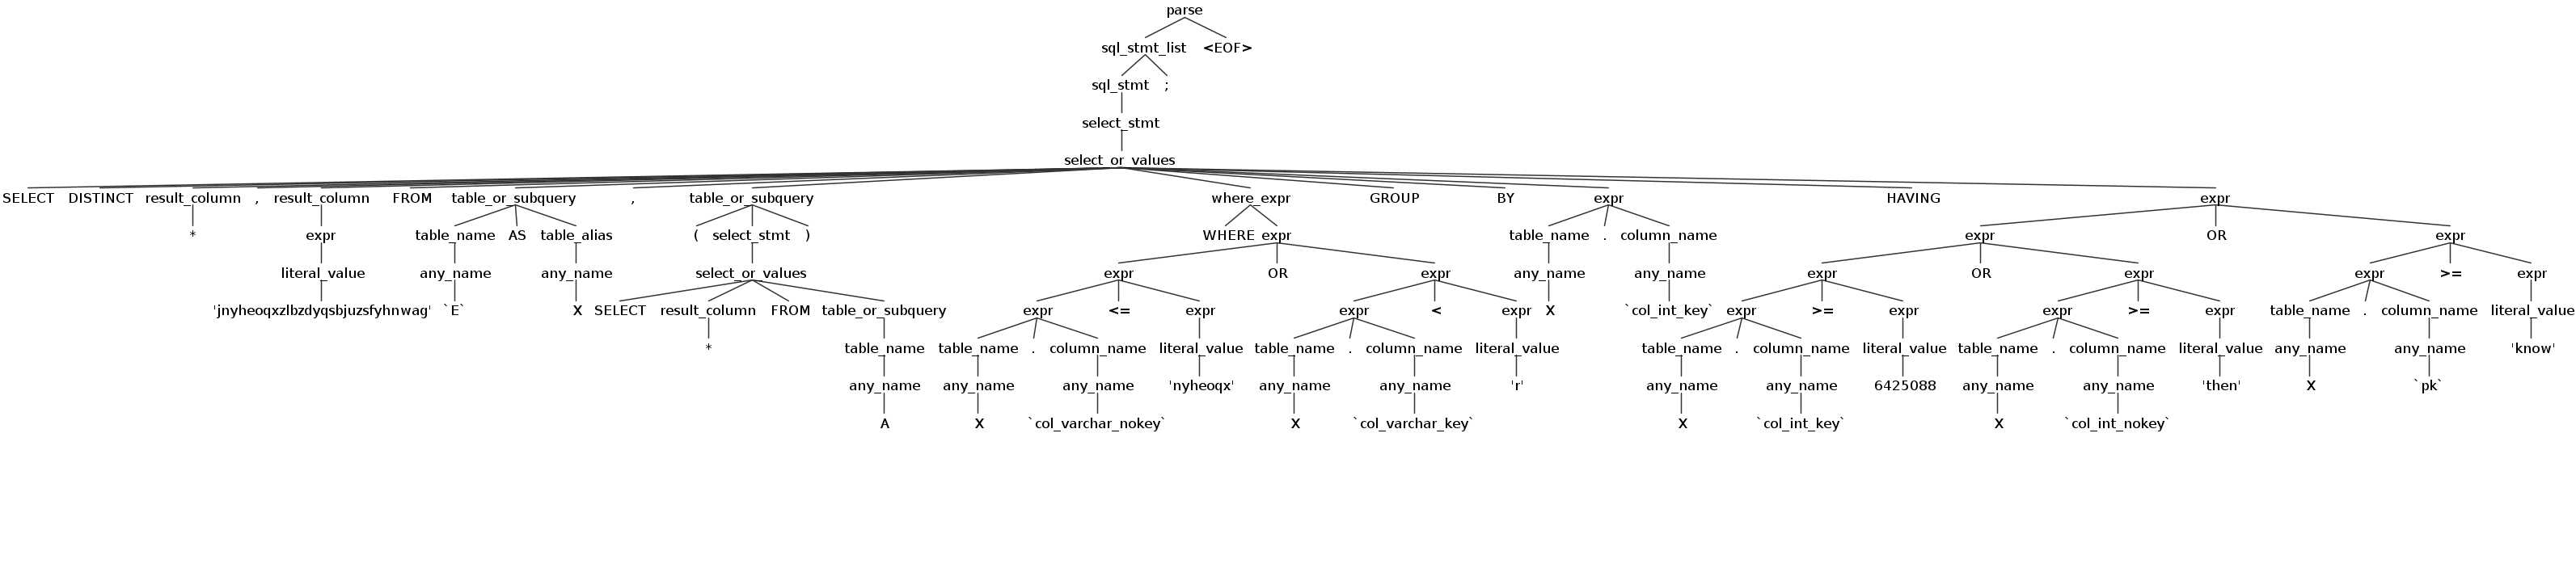 parse
sql_stmt_list <EOF>
sql_stmt ;
select_stmt
select_or_values
SELECT DISTINCT result_column , result_column FROM table_or_subquery , table_or_subquery where_expr GROUP BY expr HAVING expr
* expr table_name AS table_alias ( select_stmt ) WHERE expr table_name . column_name expr OR expr
literal_value any_name any_name select_or_values expr OR expr any_name any_name expr OR expr expr >= expr
'jnyheoqxzlbzdyqsbjuzsfyhnwag' `E` X SELECT result_column FROM table_or_subquery expr <= expr expr < expr X `col_int_key` expr >= expr expr >= expr table_name . column_name literal_value
* table_name table_name . column_name literal_value table_name . column_name literal_value table_name . column_name literal_value table_name . column_name literal_value any_name any_name 'know'
any_name any_name any_name 'nyheoqx' any_name any_name 'r' any_name any_name 6425088 any_name any_name 'then' X `pk`
A X `col_varchar_nokey` X `col_varchar_key` X `col_int_key` X `col_int_nokey`